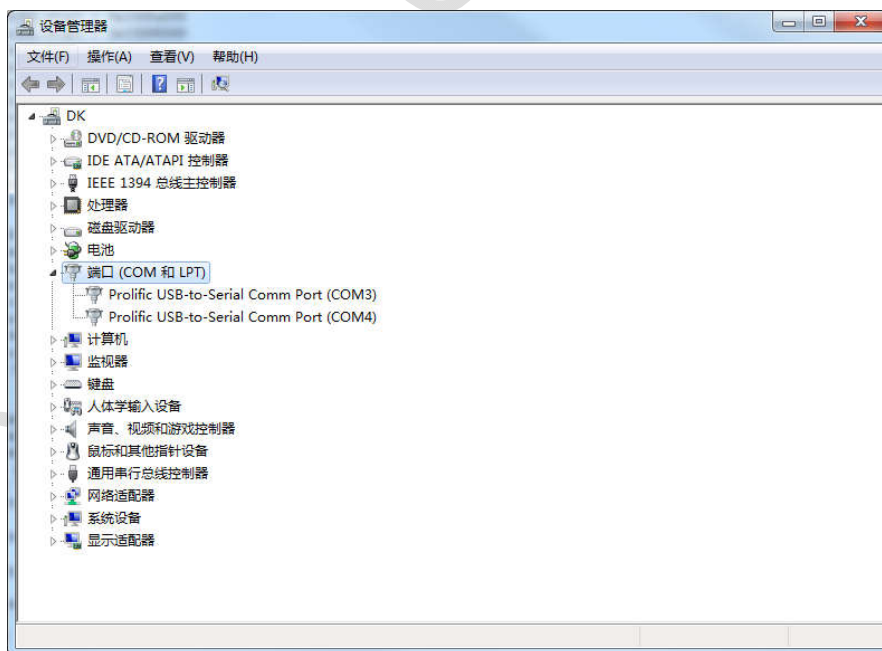 设备管理器
文件(F) 操作(A) 查看(V) 帮助(H)
DK
DVD/CD-ROM 驱动器
IDE ATA/ATAPI 控制器
IEEE 1394 总线主控制器
处理器
磁盘驱动器
电池
端口 (COM 和 LPT)
Prolific USB-to-Serial Comm Port (COM3)
Prolific USB-to-Serial Comm Port (COM4)
计算机
监视器
键盘
人体学输入设备
声音、视频和游戏控制器
鼠标和其他指针设备
通用串行总线控制器
网络适配器
系统设备
显示适配器